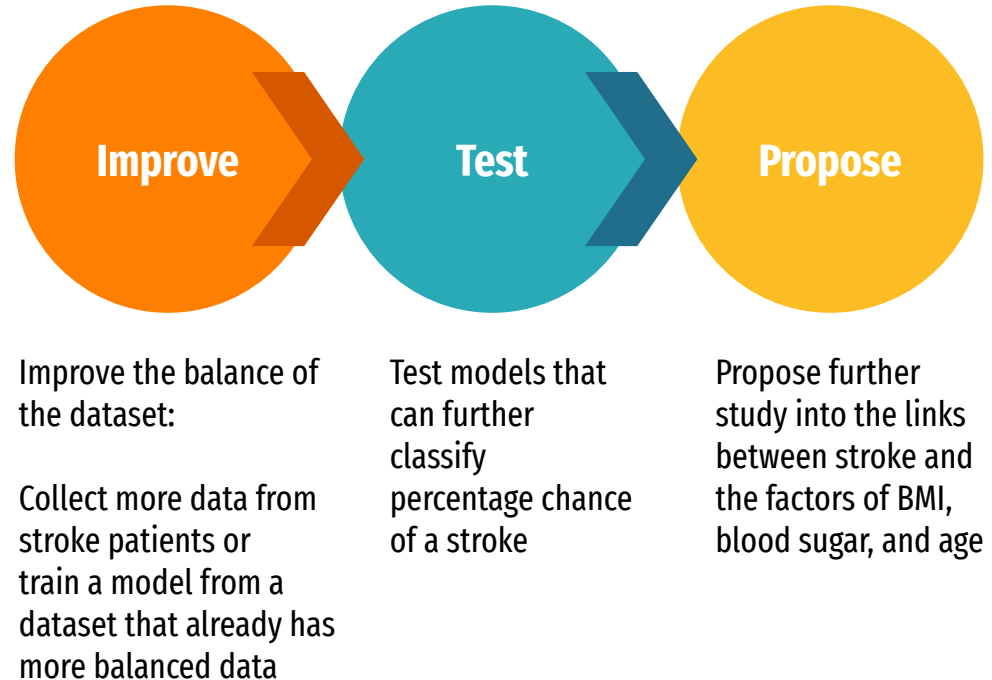 Improve
Test
Propose
Improve the balance of
the dataset:
Collect more data from
stroke patients or
train a model from a
dataset that already has
more balanced data
Test models that
can further
classify
percentage chance
of a stroke
Propose further
study into the links
between stroke and
the factors of BMI,
blood sugar, and age